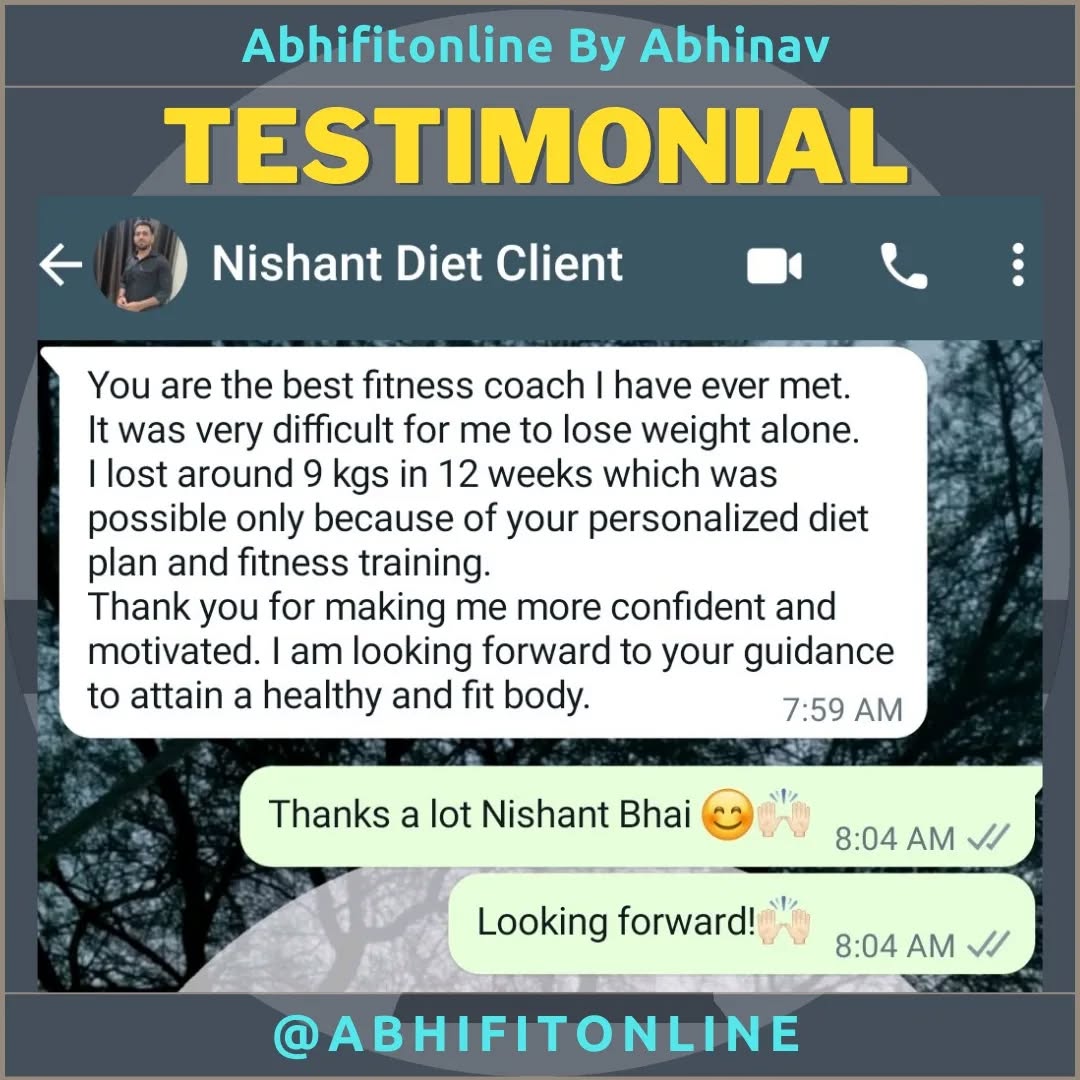 Abhifitonline By Abhinav
TESTIMONIAL
Nishant Diet Client
You are the best fitness coach I have ever met.
It was very difficult for me to lose weight alone.
I lost around 9 kgs in 12 weeks which was
possible only because of your personalized diet
plan and fitness training.
Thank you for making me more confident and
motivated. I am looking forward to your guidance
to attain a healthy and fit body.
7:59 AM
Thanks a lot Nishant Bhai 😊🙌🏻
8:04 AM
Looking forward!🙌🏻
8:04 AM
@ABHIFITONLINE